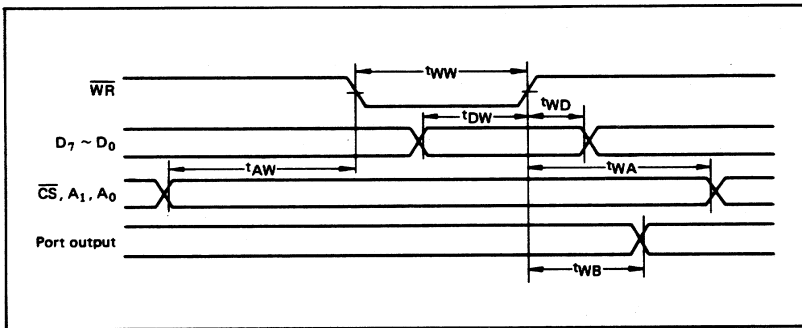 tWW
WR
tDW
tWD
D7 ~ D0
tAW
tWA
CS, A1, A0
Port output
tWB